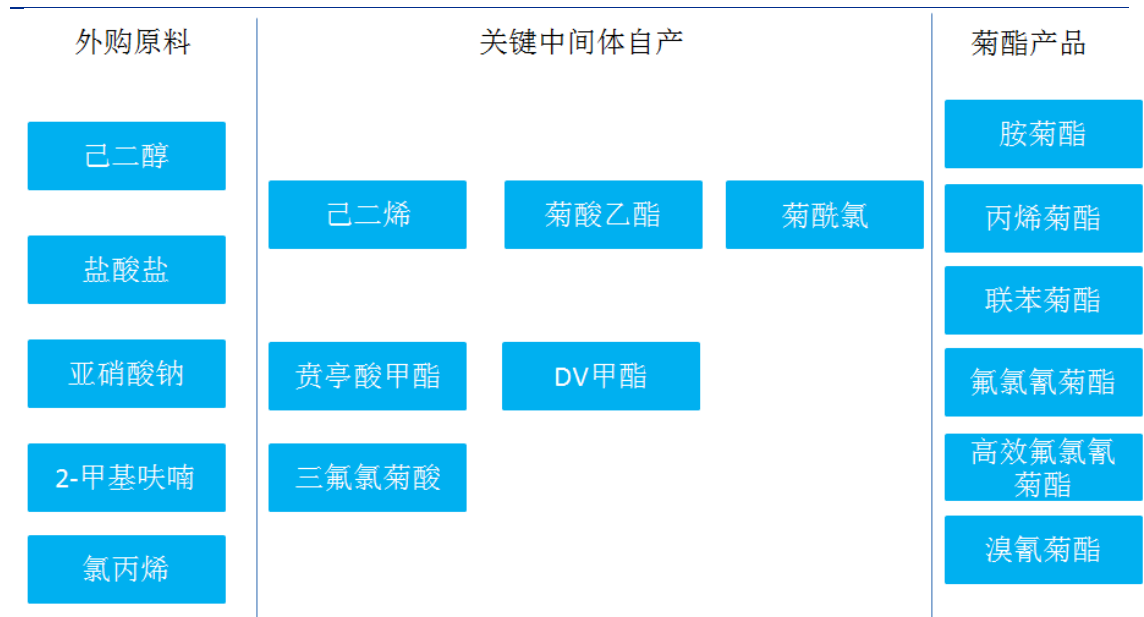 外购原料
关键中间体自产
菊酯产品
己二醇
盐酸盐
亚硝酸钠
2-甲基呋喃
氯丙烯
己二烯
菊酸乙酯
菊酰氯
贲亭酸甲酯
DV甲酯
三氟氯菊酸
胺菊酯
丙烯菊酯
联苯菊酯
氟氯氰菊酯
高效氟氯氰
菊酯
溴氰菊酯